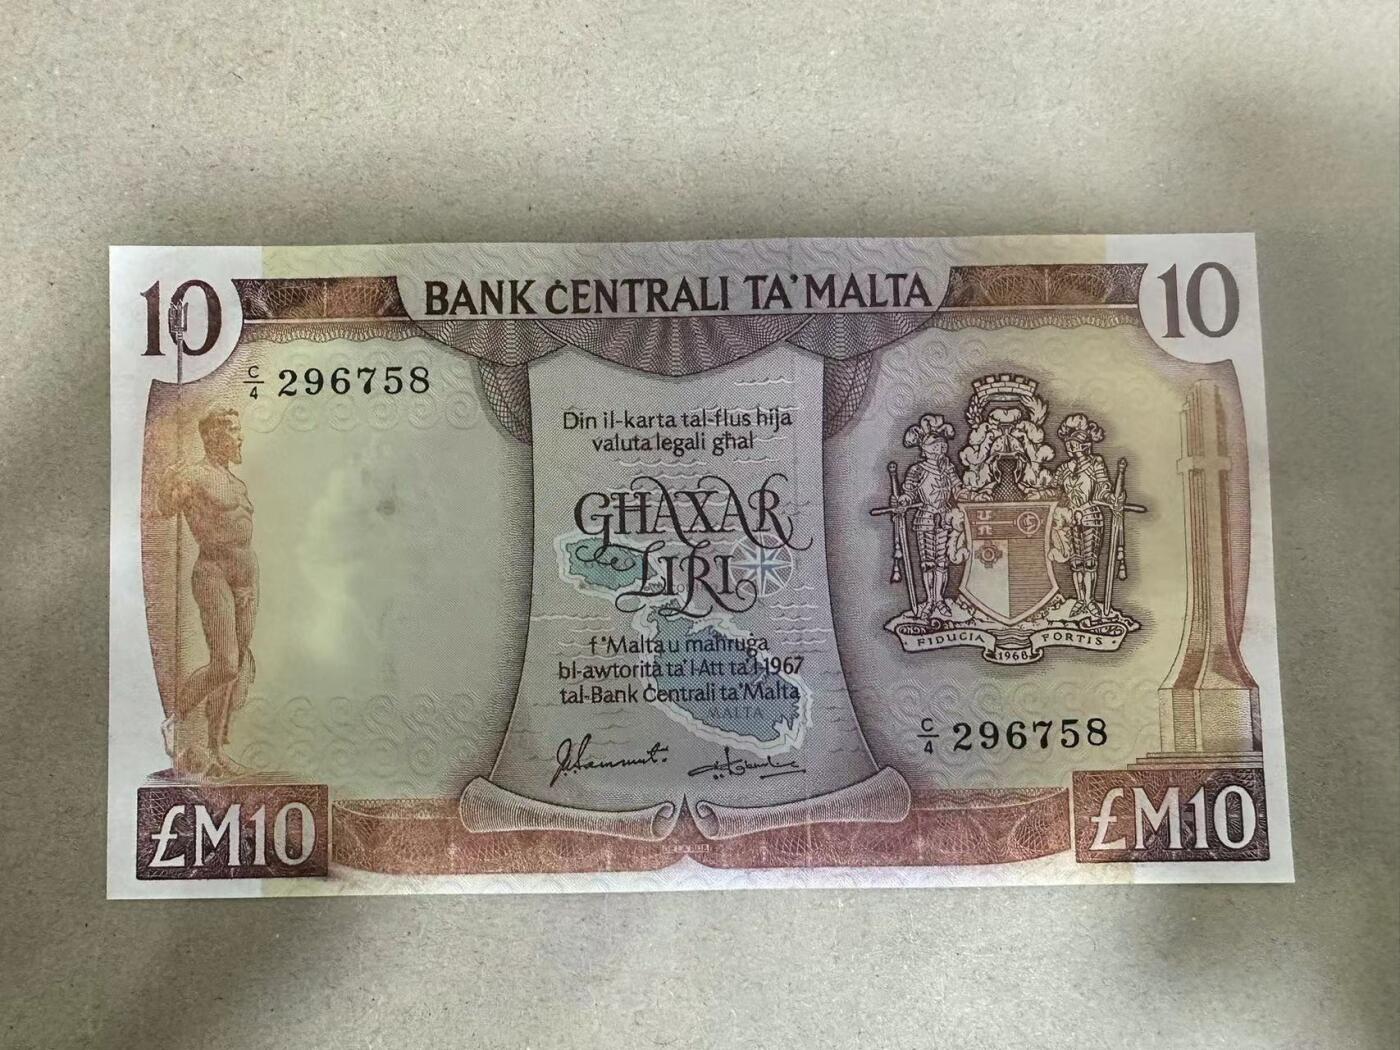 10
BANK ĊENTRALI TA' MALTA
10
C/4 296758
Din il-karta tal-flus hija
valuta legali għal
GĦAXAR
LIRI
f'Malta u maħruġa
bl-awtorità ta' l-Att ta' l-1967
tal-Bank Ċentrali ta' Malta
MALTA
FIDUCIA FORTIS
1968
C/4 296758
£M10
£M10